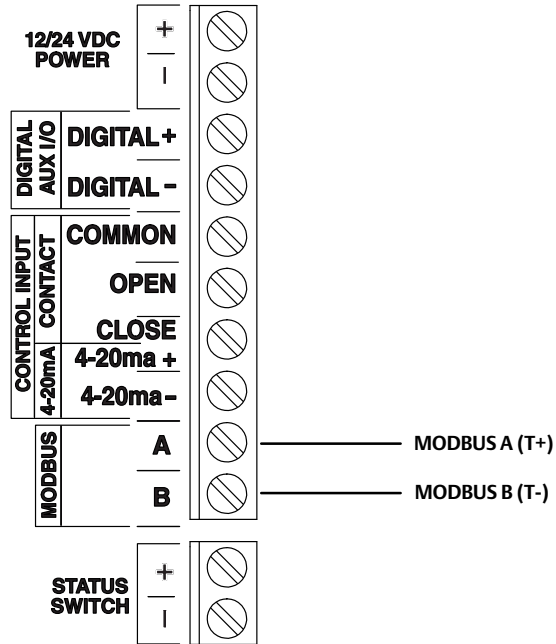 12/24 VDC
POWER
+
–
DIGITAL
AUX I/O
DIGITAL+
DIGITAL -
CONTROL INPUT
CONTACT
COMMON
OPEN
CLOSE
4-20mA
4-20ma +
4-20ma-
MODBUS
A
MODBUS A (T+)
B
MODBUS B (T-)
STATUS
SWITCH
+
–